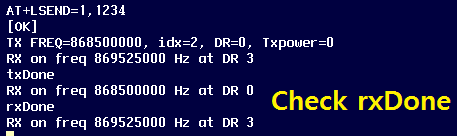 AT+LSEND=1,1234
[OK]
TX FREQ=868500000, idx=2, DR=0, Txpower=0
RX on freq 869525000 Hz at DR 3
txDone
RX on freq 868500000 Hz at DR 0
rxDone
RX on freq 869525000 Hz at DR 3
Check rxDone